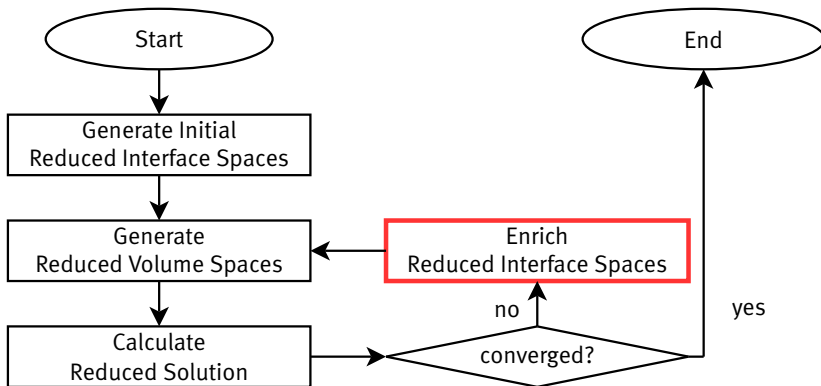 Start
End
Generate Initial
Reduced Interface Spaces
Generate
Reduced Volume Spaces
Enrich
Reduced Interface Spaces
no
yes
Calculate
Reduced Solution
converged?